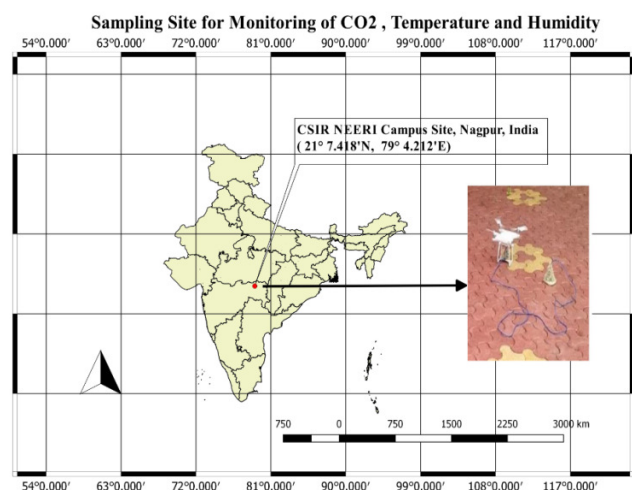 Sampling Site for Monitoring of CO2 , Temperature and Humidity
54°0.000′ 63°0.000′ 72°0.000′ 81°0.000′ 90°0.000′ 99°0.000′ 108°0.000′ 117°0.000′
CSIR NEERI Campus Site, Nagpur, India
( 21° 7.418'N, 79° 4.212'E)
750 0 750 1500 2250 3000 km
54°0.000′ 63°0.000′ 72°0.000′ 81°0.000′ 90°0.000′ 99°0.000′ 108°0.000′ 117°0.000′